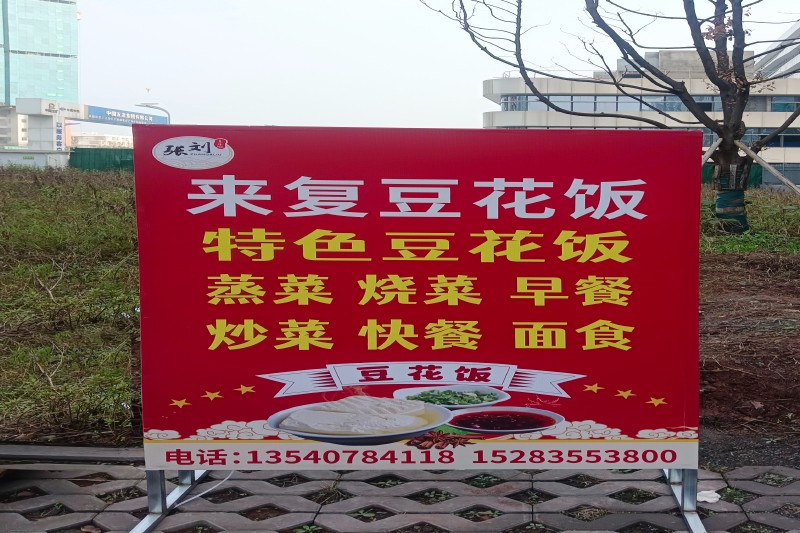 张刘
来复豆花饭
特色豆花饭
蒸菜 烧菜 早餐
炒菜 快餐 面食
豆花饭
电话:13540784118 15283553800